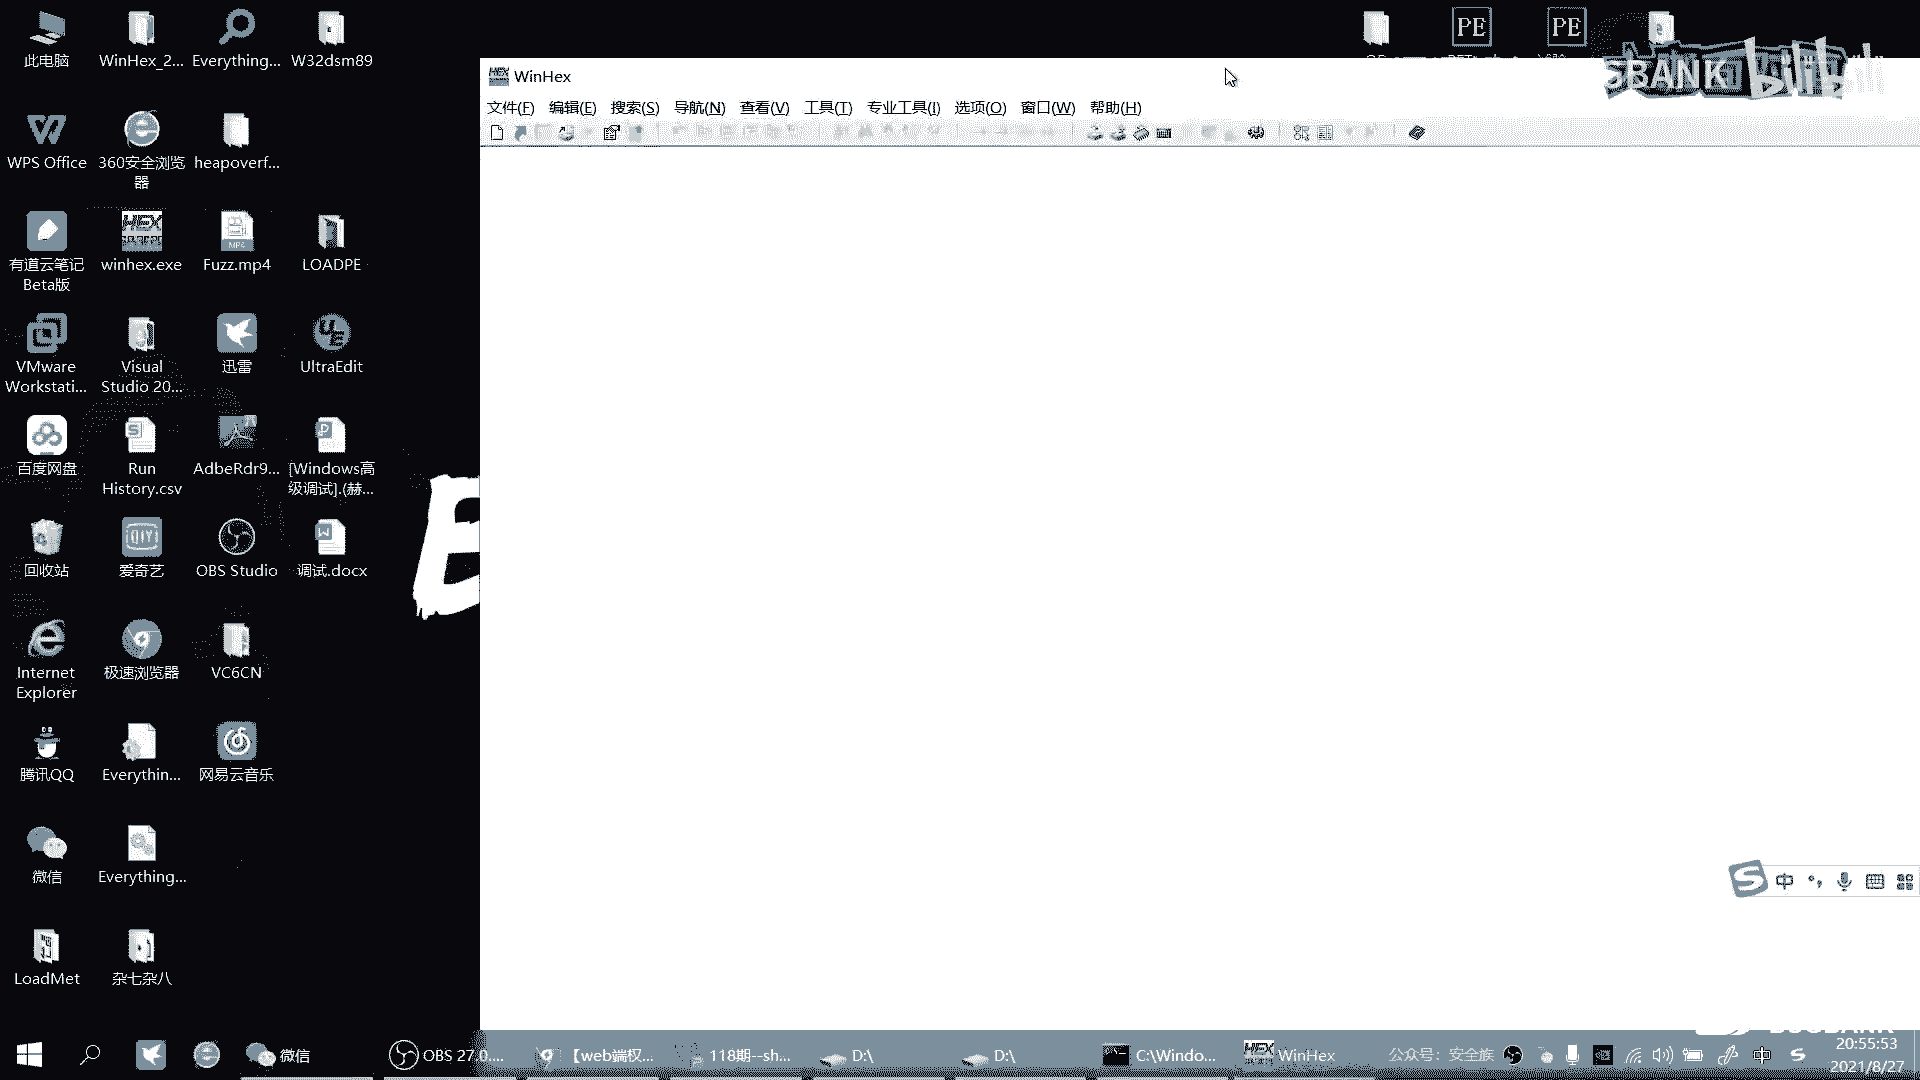 此电脑
WinHex_2...
Everything...
W32dsm89
PE
PE
BANK bilibili
WinHex
文件(F) 编辑(E) 搜索(S) 导航(N) 查看(V) 工具(T) 专业工具(I) 选项(O) 窗口(W) 帮助(H)
WPS Office
360安全浏览
器
heapoverf...
有道云笔记
Beta版
winhex.exe
Fuzz.mp4
LOADPE
VMware
Workstati...
Visual
Studio 20...
迅雷
UltraEdit
百度网盘
Run
History.csv
AdbeRdr9...
[Windows高
级调试].(赫...
回收站
爱奇艺
OBS Studio
调试.docx
Internet
Explorer
极速浏览器
VC6CN
腾讯QQ
Everythin...
网易云音乐
微信
Everything...
中
LoadMet
杂七杂八
微信
OBS 27.0....
【web端权...
118期--sh...
D:\
D:\
C:\Windo...
WinHex
公众号：安全族
中
20:55:53
2021/8/27